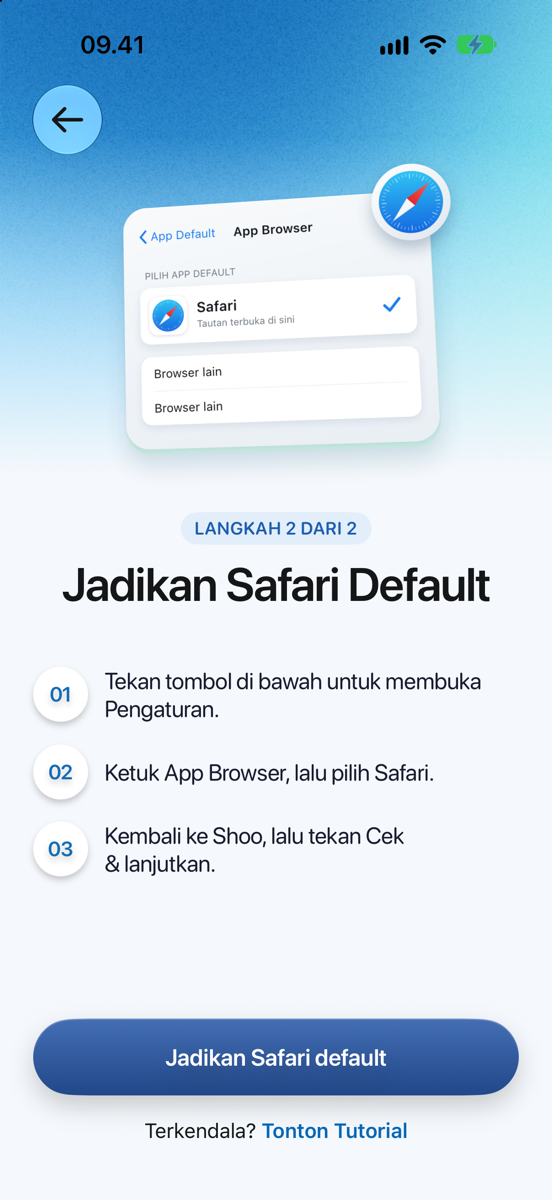 09.41
App Default
App Browser
PILIH APP DEFAULT
Safari
Tautan terbuka di sini
Browser lain
Browser lain
LANGKAH 2 DARI 2
Jadikan Safari Default
01
Tekan tombol di bawah untuk membuka
Pengaturan.
02
Ketuk App Browser, lalu pilih Safari.
03
Kembali ke Shoo, lalu tekan Cek
& lanjutkan.
Jadikan Safari default
Terkendala? Tonton Tutorial